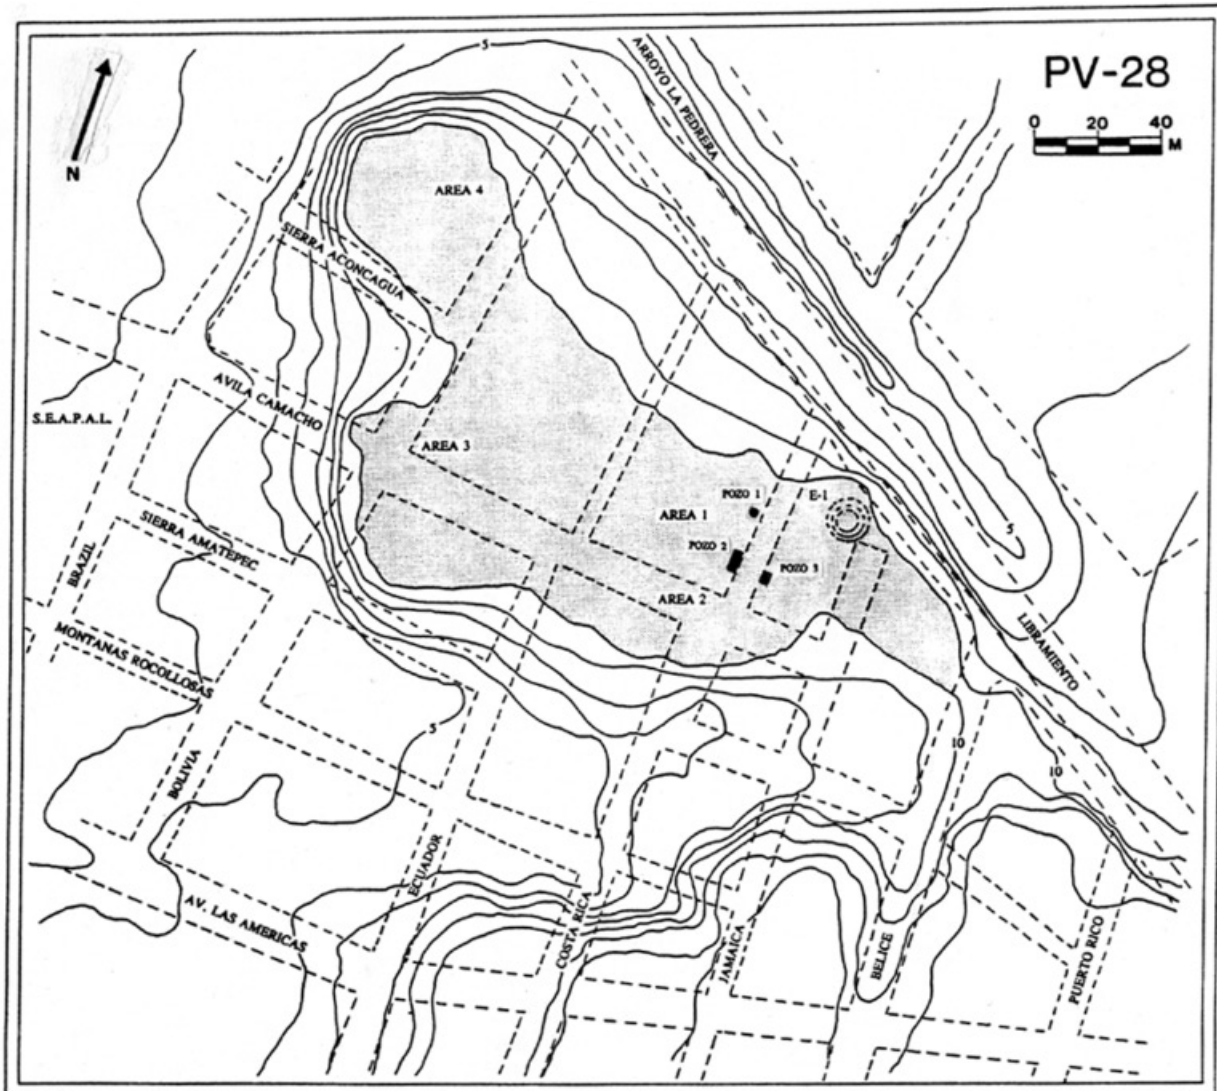 5
PV-28
ARROYO LA PEDRERA
0 20 40
M
N
AREA 4
SIERRA ACONCAGUA
AVILA CAMACHO
S.E.A.P.A.L.
AREA 3
POZO 1
E-1
AREA 1
POZO 2
POZO 3
AREA 2
5
SIERRA AMATEPEC
BRAZIL
MONTANAS ROCOLLOSAS
LIBRAMIENTO
5
10
10
BOLIVIA
ECUADOR
AV. LAS AMERICAS
COSTA RICA
JAMAICA
BELICE
PUERTO RICO